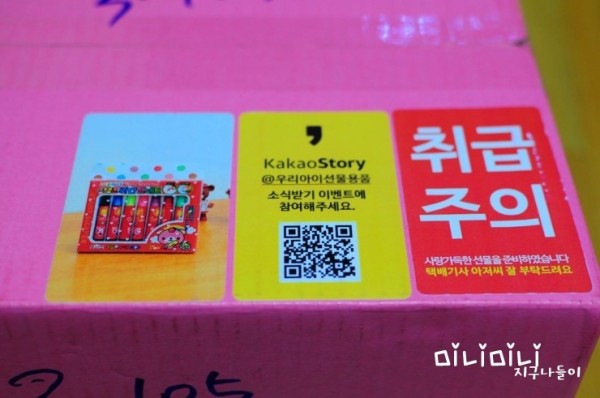 KakaoStory
@우리아이선물용품
소식받기 이벤트에
참여해주세요.
취급
주의
사랑가득한 선물을 준비하였습니다
택배기사 아저씨 잘 부탁드려요
미니미니
지구나들이